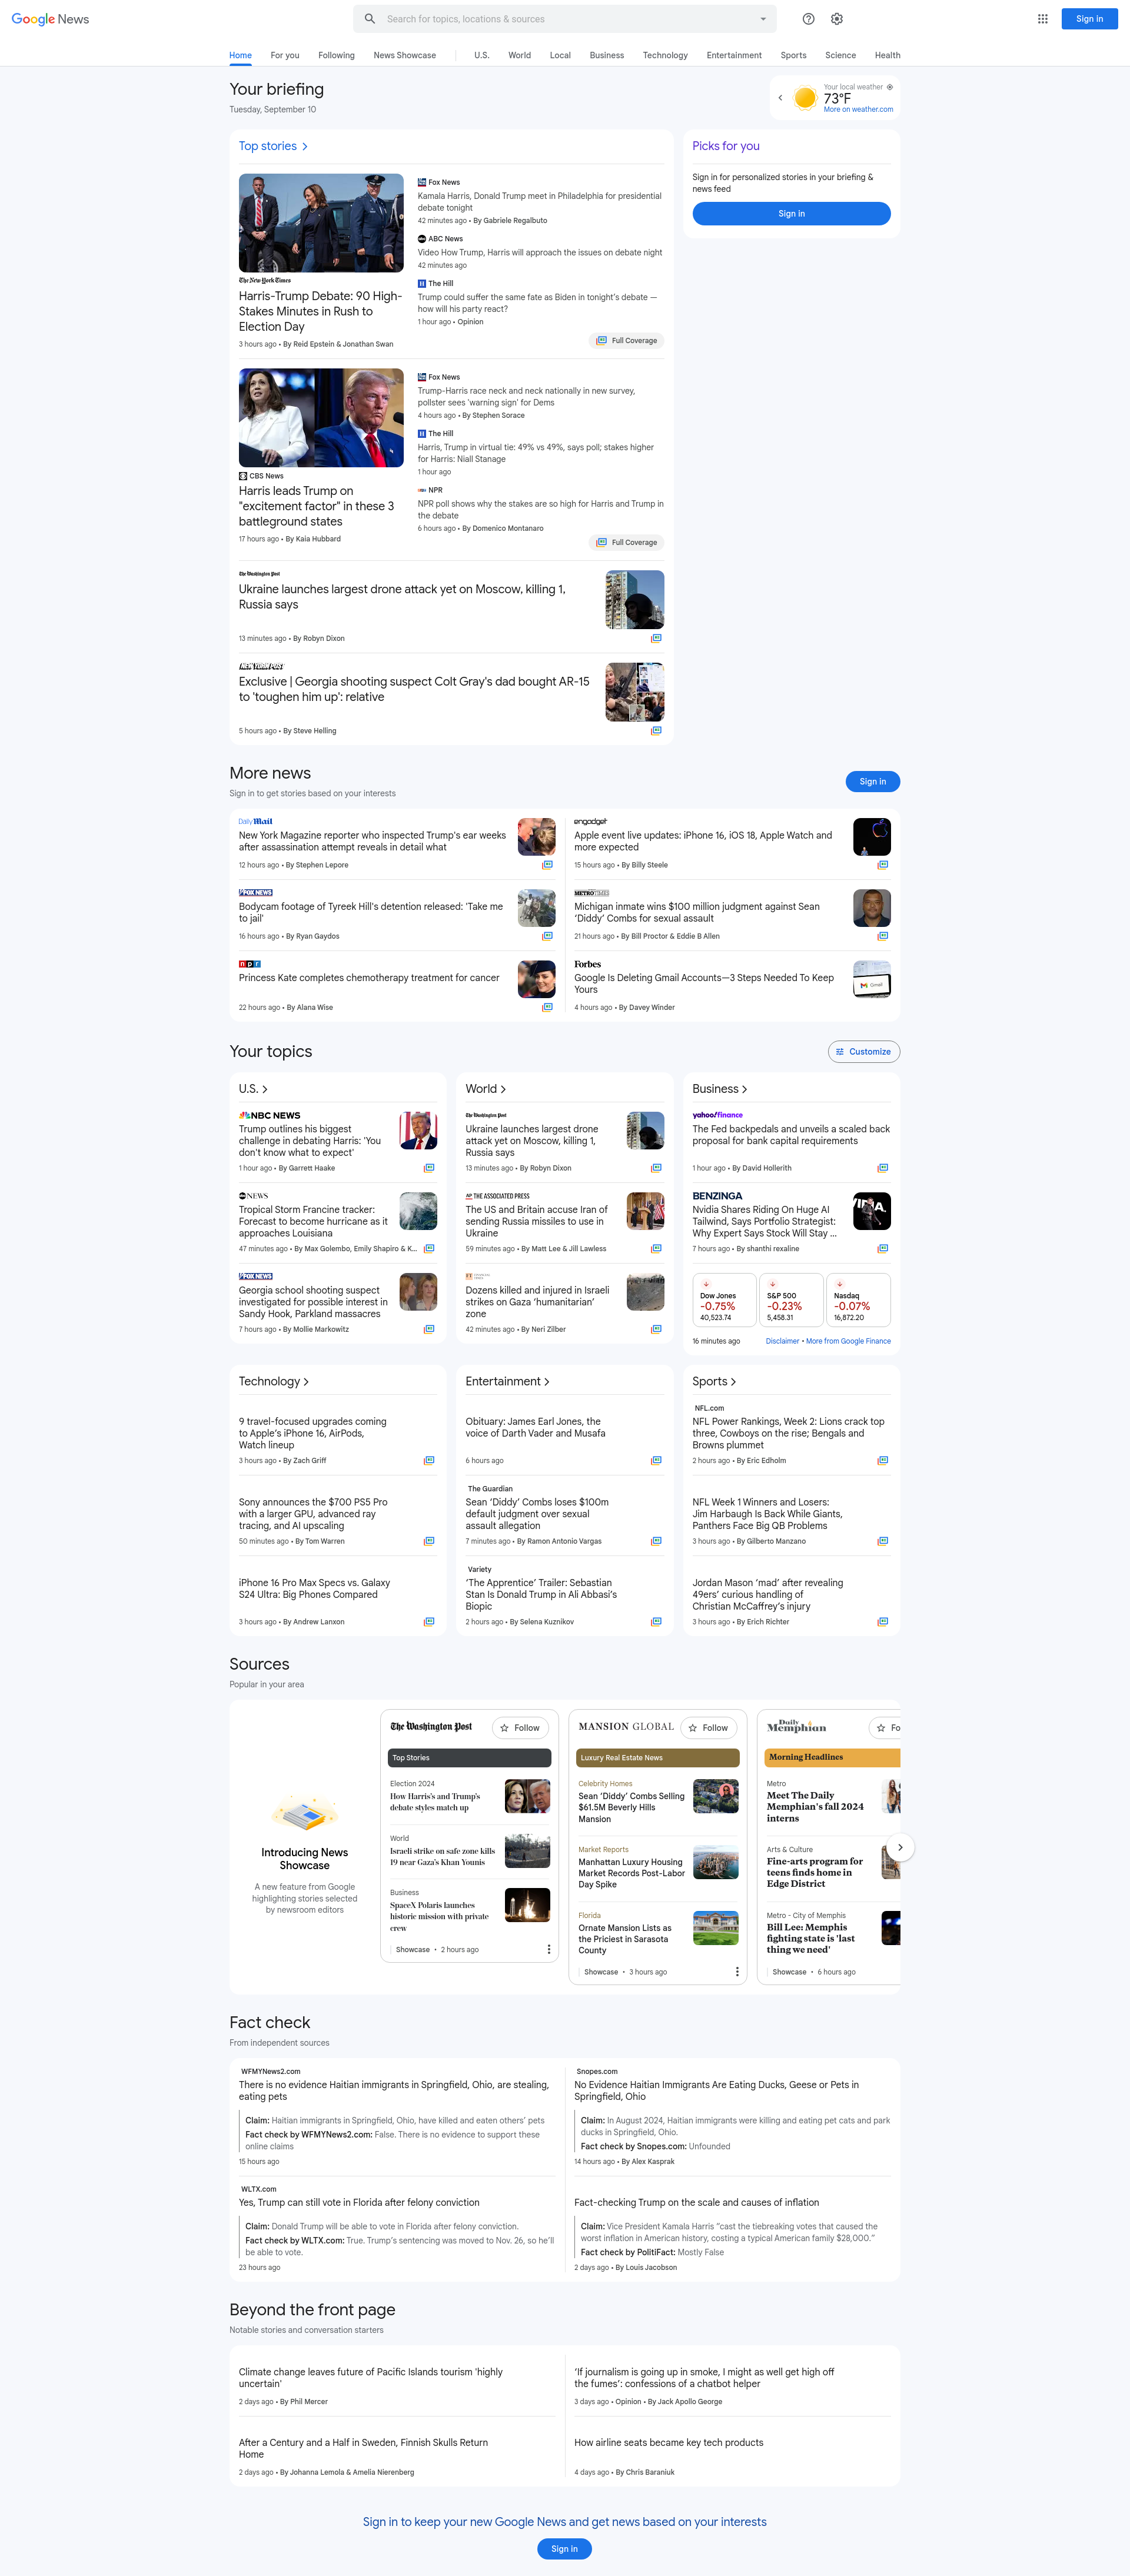 Google News
Search for topics, locations & sources
Sign in
Home For you Following News Showcase U.S. World Local Business Technology Entertainment Sports Science Health
Your briefing
Tuesday, September 10
Your local weather
73°F
More on weather.com
Top stories
The New York Times
Harris-Trump Debate: 90 High-
Stakes Minutes in Rush to
Election Day
3 hours ago • By Reid Epstein & Jonathan Swan
Fox News
Kamala Harris, Donald Trump meet in Philadelphia for presidential
debate tonight
42 minutes ago • By Gabriele Regalbuto
ABC News
Video How Trump, Harris will approach the issues on debate night
42 minutes ago
The Hill
Trump could suffer the same fate as Biden in tonight's debate —
how will his party react?
1 hour ago • Opinion
Full Coverage
CBS News
Harris leads Trump on
"excitement factor" in these 3
battleground states
17 hours ago • By Kaia Hubbard
Fox News
Trump-Harris race neck and neck nationally in new survey,
pollster sees 'warning sign' for Dems
4 hours ago • By Stephen Sorace
The Hill
Harris, Trump in virtual tie: 49% vs 49%, says poll; stakes higher
for Harris: Niall Stanage
1 hour ago
NPR
NPR poll shows why the stakes are so high for Harris and Trump in
the debate
6 hours ago • By Domenico Montanaro
Full Coverage
The Washington Post
Ukraine launches largest drone attack yet on Moscow, killing 1,
Russia says
13 minutes ago • By Robyn Dixon
NEW YORK POST
Exclusive | Georgia shooting suspect Colt Gray's dad bought AR-15
to 'toughen him up': relative
5 hours ago • By Steve Helling
Picks for you
Sign in for personalized stories in your briefing &
news feed
Sign in
More news
Sign in to get stories based on your interests
Sign in
Daily Mail
New York Magazine reporter who inspected Trump's ear weeks
after assassination attempt reveals in detail what
12 hours ago • By Stephen Lepore
FOX NEWS
Bodycam footage of Tyreek Hill's detention released: 'Take me
to jail'
16 hours ago • By Ryan Gaydos
npr
Princess Kate completes chemotherapy treatment for cancer
22 hours ago • By Alana Wise
engadget
Apple event live updates: iPhone 16, iOS 18, Apple Watch and
more expected
15 hours ago • By Billy Steele
METRO TIMES
Michigan inmate wins $100 million judgment against Sean
'Diddy' Combs for sexual assault
21 hours ago • By Bill Proctor & Eddie B Allen
Forbes
Google Is Deleting Gmail Accounts—3 Steps Needed To Keep
Yours
4 hours ago • By Davey Winder
Gmail
Your topics
Customize
U.S.
NBC NEWS
Trump outlines his biggest
challenge in debating Harris: 'You
don't know what to expect'
1 hour ago • By Garrett Haake
abc NEWS
Tropical Storm Francine tracker:
Forecast to become hurricane as it
approaches Louisiana
47 minutes ago • By Max Golembo, Emily Shapiro & K...
FOX NEWS
Georgia school shooting suspect
investigated for possible interest in
Sandy Hook, Parkland massacres
7 hours ago • By Mollie Markowitz
World
The Washington Post
Ukraine launches largest drone
attack yet on Moscow, killing 1,
Russia says
13 minutes ago • By Robyn Dixon
AP THE ASSOCIATED PRESS
The US and Britain accuse Iran of
sending Russia missiles to use in
Ukraine
59 minutes ago • By Matt Lee & Jill Lawless
FT FINANCIAL TIMES
Dozens killed and injured in Israeli
strikes on Gaza 'humanitarian'
zone
42 minutes ago • By Neri Zilber
Business
yahoo!finance
The Fed backpedals and unveils a scaled back
proposal for bank capital requirements
1 hour ago • By David Hollerith
BENZINGA
Nvidia Shares Riding On Huge AI
Tailwind, Says Portfolio Strategist:
Why Expert Says Stock Will Stay ...
7 hours ago • By shanthi rexaline
Dow Jones
-0.75%
40,523.74
S&P 500
-0.23%
5,458.31
Nasdaq
-0.07%
16,872.20
16 minutes ago
Disclaimer • More from Google Finance
Technology
9 travel-focused upgrades coming
to Apple's iPhone 16, AirPods,
Watch lineup
3 hours ago • By Zach Griff
Sony announces the $700 PS5 Pro
with a larger GPU, advanced ray
tracing, and AI upscaling
50 minutes ago • By Tom Warren
iPhone 16 Pro Max Specs vs. Galaxy
S24 Ultra: Big Phones Compared
3 hours ago • By Andrew Lanxon
Entertainment
Obituary: James Earl Jones, the
voice of Darth Vader and Musafa
6 hours ago
The Guardian
Sean 'Diddy' Combs loses $100m
default judgment over sexual
assault allegation
7 minutes ago • By Ramon Antonio Vargas
Variety
'The Apprentice' Trailer: Sebastian
Stan Is Donald Trump in Ali Abbasi's
Biopic
2 hours ago • By Selena Kuznikov
Sports
NFL.com
NFL Power Rankings, Week 2: Lions crack top
three, Cowboys on the rise; Bengals and
Browns plummet
2 hours ago • By Eric Edholm
NFL Week 1 Winners and Losers:
Jim Harbaugh Is Back While Giants,
Panthers Face Big QB Problems
3 hours ago • By Gilberto Manzano
Jordan Mason 'mad' after revealing
49ers' curious handling of
Christian McCaffrey's injury
3 hours ago • By Erich Richter
Sources
Popular in your area
Introducing News
Showcase
A new feature from Google
highlighting stories selected
by newsroom editors
The Washington Post
Follow
Top Stories
Election 2024
How Harris's and Trump's
debate styles match up
World
Israeli strike on safe zone kills
19 near Gaza's Khan Younis
Business
SpaceX Polaris launches
historic mission with private
crew
Showcase • 2 hours ago
MANSION GLOBAL
Follow
Luxury Real Estate News
Celebrity Homes
Sean 'Diddy' Combs Selling
$61.5M Beverly Hills
Mansion
Market Reports
Manhattan Luxury Housing
Market Records Post-Labor
Day Spike
Florida
Ornate Mansion Lists as
the Priciest in Sarasota
County
Showcase • 3 hours ago
Daily
Memphian
Fo
Morning Headlines
Metro
Meet The Daily
Memphian's fall 2024
interns
Arts & Culture
Fine-arts program for
teens finds home in
Edge District
Metro - City of Memphis
Bill Lee: Memphis
fighting state is 'last
thing we need'
Showcase • 6 hours ago
Fact check
From independent sources
WFMYNews2.com
There is no evidence Haitian immigrants in Springfield, Ohio, are stealing,
eating pets
Claim: Haitian immigrants in Springfield, Ohio, have killed and eaten others' pets
Fact check by WFMYNews2.com: False. There is no evidence to support these
online claims
15 hours ago
WLTX.com
Yes, Trump can still vote in Florida after felony conviction
Claim: Donald Trump will be able to vote in Florida after felony conviction.
Fact check by WLTX.com: True. Trump's sentencing was moved to Nov. 26, so he'll
be able to vote.
23 hours ago
Snopes.com
No Evidence Haitian Immigrants Are Eating Ducks, Geese or Pets in
Springfield, Ohio
Claim: In August 2024, Haitian immigrants were killing and eating pet cats and park
ducks in Springfield, Ohio.
Fact check by Snopes.com: Unfounded
14 hours ago • By Alex Kasprak
Fact-checking Trump on the scale and causes of inflation
Claim: Vice President Kamala Harris "cast the tiebreaking votes that caused the
worst inflation in American history, costing a typical American family $28,000."
Fact check by PolitiFact: Mostly False
2 days ago • By Louis Jacobson
Beyond the front page
Notable stories and conversation starters
Climate change leaves future of Pacific Islands tourism 'highly
uncertain'
2 days ago • By Phil Mercer
After a Century and a Half in Sweden, Finnish Skulls Return
Home
2 days ago • By Johanna Lemola & Amelia Nierenberg
'If journalism is going up in smoke, I might as well get high off
the fumes': confessions of a chatbot helper
3 days ago • Opinion • By Jack Apollo George
How airline seats became key tech products
4 days ago • By Chris Baraniuk
Sign in to keep your new Google News and get news based on your interests
Sign in